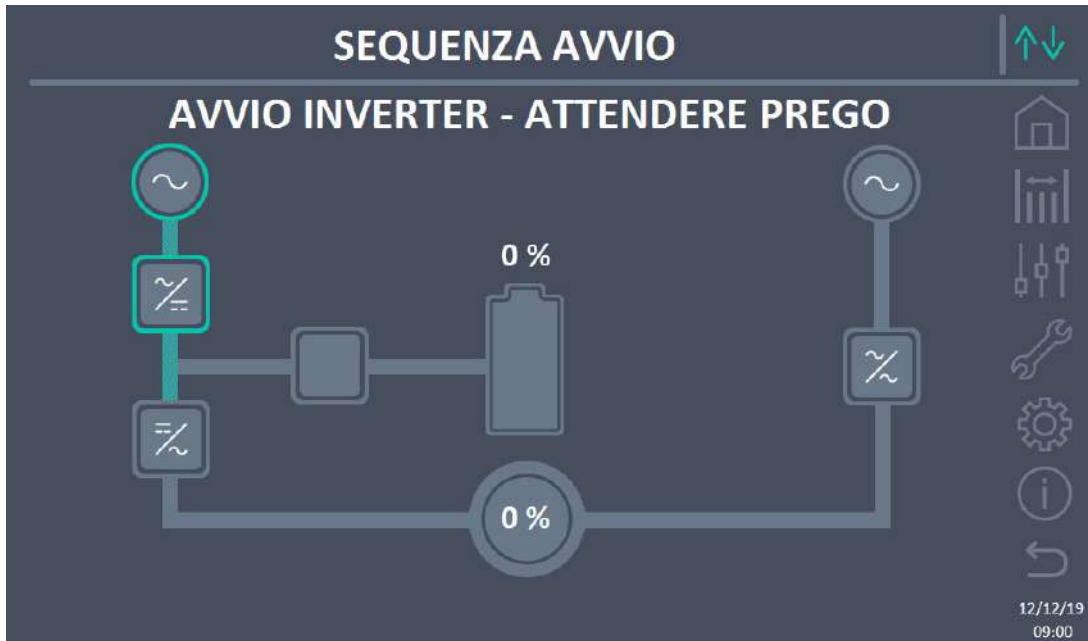 SEQUENZA AVVIO
AVVIO INVERTER - ATTENDERE PREGO
0 %
0 %
12/12/19
09:00